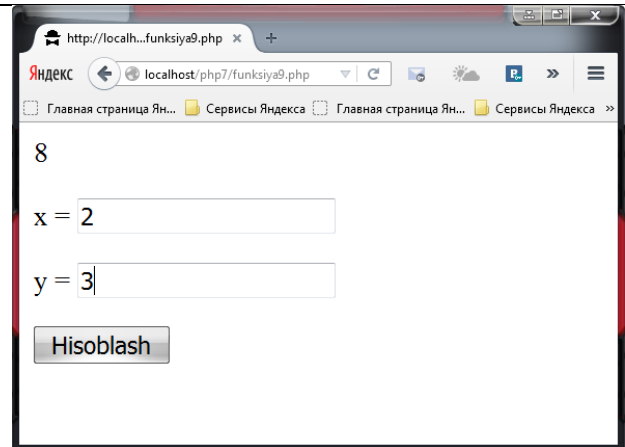 http://localh...funksiya9.php × +
Яндекс localhost/php7/funksiya9.php »
Главная страница Ян... Сервисы Яндекса Главная страница Ян... Сервисы Яндекса »
8
x = 2
y = 3
Hisoblash